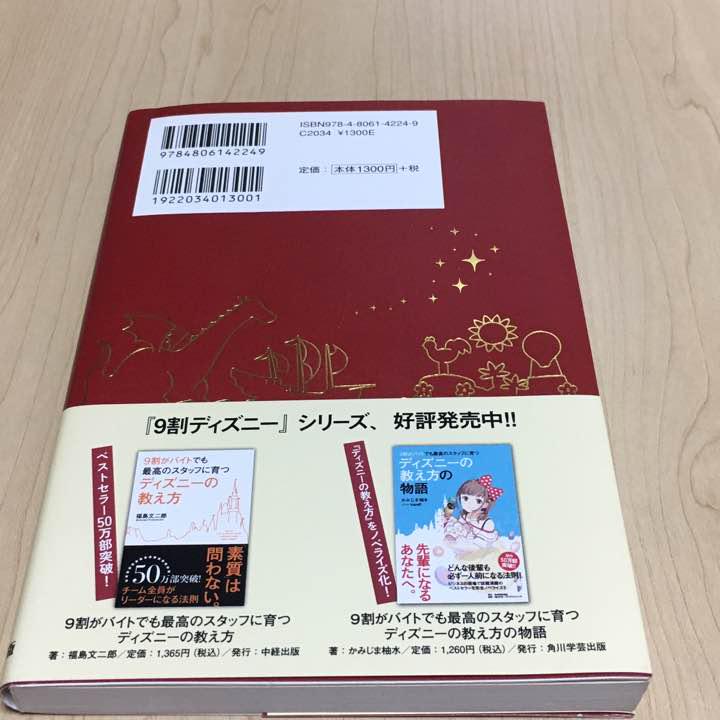 ISBN978-4-8061-4224-9
C2034 ¥1300E
9784806142249
定価：本体1300円+税
1922034013001
『9割ディズニー』シリーズ、好評発売中!!
ベストセラー50万部突破！
9割がバイトでも
最高のスタッフに育つ
ディズニーの
教え方
福島文二郎
素質は
問わない。
50万部突破！
チーム全員が
リーダーになる法則
『ディズニーの教え方』をノベライズ化！
9割がバイトでも最高のスタッフに育つ
ディズニーの
教え方の
物語
かみじま柚水
先輩になる
あなたへ。
どんな後輩も
必ず一人前になる法則！
9割がバイトでも最高のスタッフに育つ
ディズニーの教え方
著：福島文二郎／定価：1,365円（税込）／発行：中経出版
9割がバイトでも最高のスタッフに育つ
ディズニーの教え方の物語
著：かみじま柚水／定価：1,260円（税込）／発行：角川学芸出版